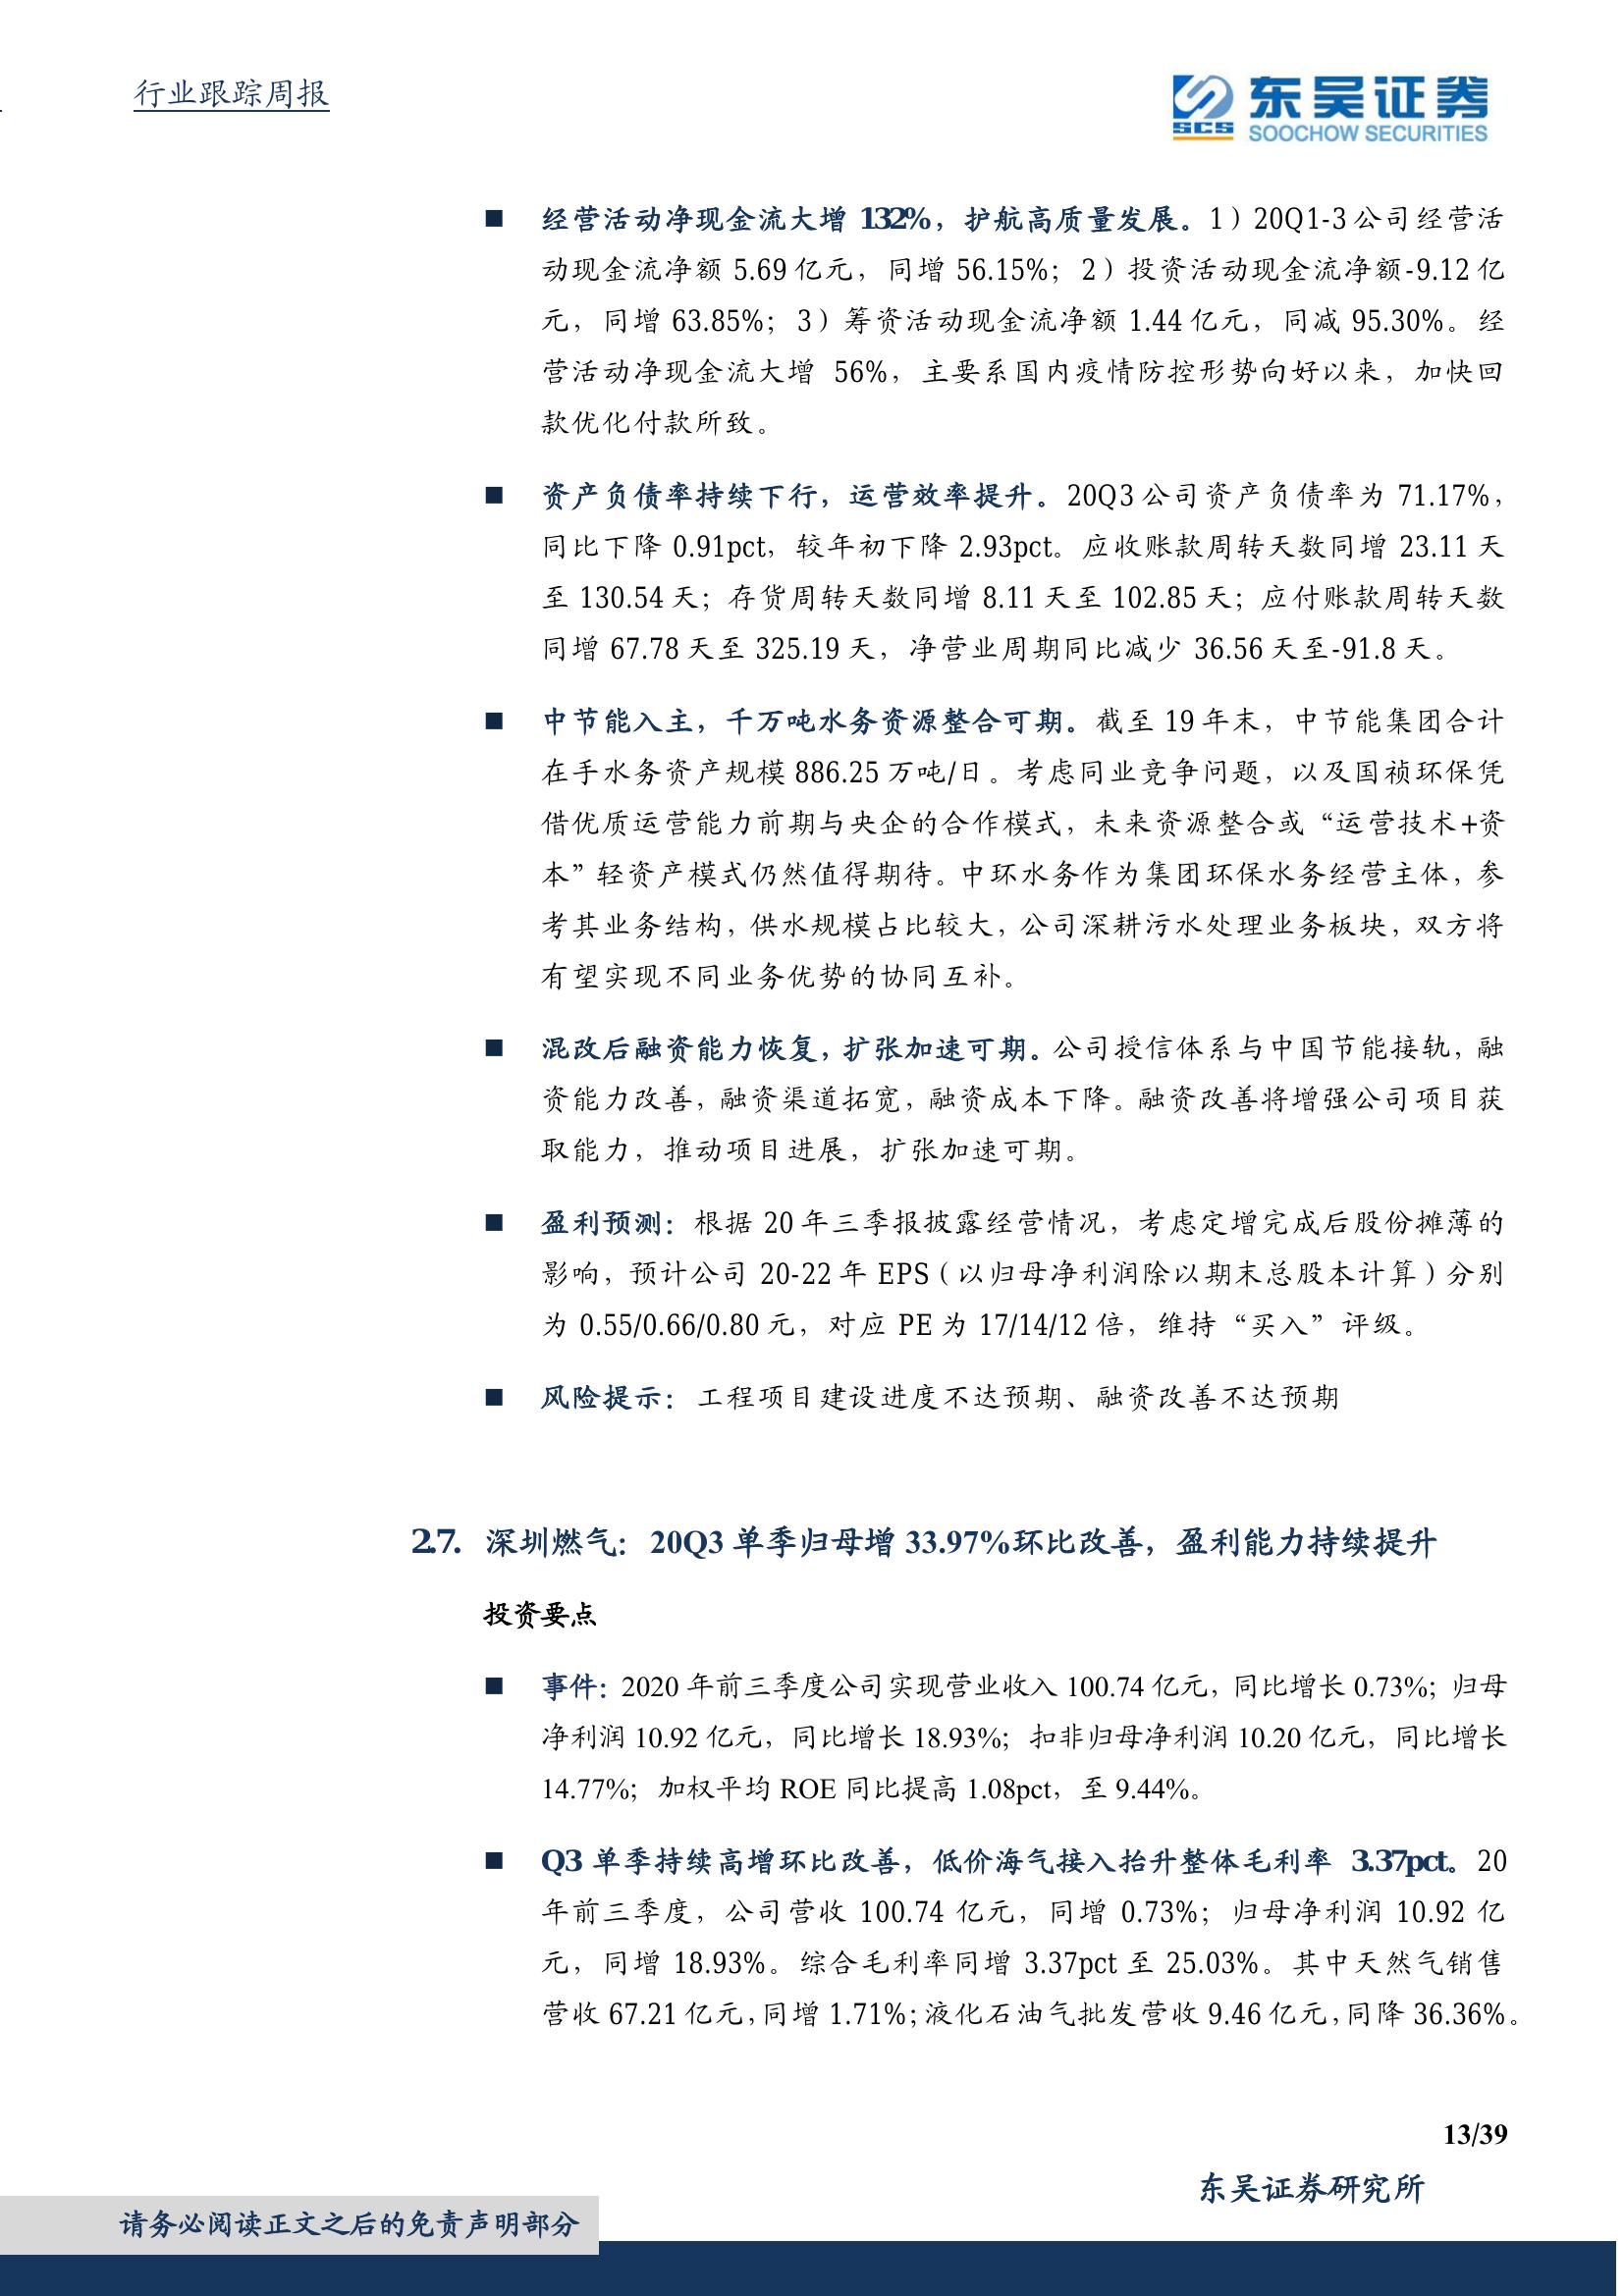 行业跟踪周报
SCS
东吴证券
SOOCHOW SECURITIES
■ 经营活动净现金流大增 132%，护航高质量发展。1）20Q1-3 公司经营活
动现金流净额 5.69 亿元，同增 56.15%；2）投资活动现金流净额-9.12 亿
元，同增 63.85%；3）筹资活动现金流净额 1.44 亿元，同减 95.30%。经
营活动净现金流大增 56%，主要系国内疫情防控形势向好以来，加快回
款优化付款所致。
■ 资产负债率持续下行，运营效率提升。20Q3 公司资产负债率为 71.17%，
同比下降 0.91pct，较年初下降 2.93pct。应收账款周转天数同增 23.11 天
至 130.54 天；存货周转天数同增 8.11 天至 102.85 天；应付账款周转天数
同增 67.78 天至 325.19 天，净营业周期同比减少 36.56 天至-91.8 天。
■ 中节能入主，千万吨水务资源整合可期。截至 19 年末，中节能集团合计
在手水务资产规模 886.25 万吨/日。考虑同业竞争问题，以及国祯环保凭
借优质运营能力前期与央企的合作模式，未来资源整合或“运营技术+资
本”轻资产模式仍然值得期待。中环水务作为集团环保水务经营主体，参
考其业务结构，供水规模占比较大，公司深耕污水处理业务板块，双方将
有望实现不同业务优势的协同互补。
■ 混改后融资能力恢复，扩张加速可期。公司授信体系与中国节能接轨，融
资能力改善，融资渠道拓宽，融资成本下降。融资改善将增强公司项目获
取能力，推动项目进展，扩张加速可期。
■ 盈利预测：根据 20 年三季报披露经营情况，考虑定增完成后股份摊薄的
影响，预计公司 20-22 年 EPS（以归母净利润除以期末总股本计算）分别
为 0.55/0.66/0.80 元，对应 PE 为 17/14/12 倍，维持“买入”评级。
■ 风险提示：工程项目建设进度不达预期、融资改善不达预期
2.7. 深圳燃气：20Q3 单季归母增 33.97%环比改善，盈利能力持续提升
投资要点
■ 事件：2020 年前三季度公司实现营业收入 100.74 亿元，同比增长 0.73%；归母
净利润 10.92 亿元，同比增长 18.93%；扣非归母净利润 10.20 亿元，同比增长
14.77%；加权平均 ROE 同比提高 1.08pct，至 9.44%。
■ Q3 单季持续高增环比改善，低价海气接入抬升整体毛利率 3.37pct。20
年前三季度，公司营收 100.74 亿元，同增 0.73%；归母净利润 10.92 亿
元，同增 18.93%。综合毛利率同增 3.37pct 至 25.03%。其中天然气销售
营收 67.21 亿元，同增 1.71%；液化石油气批发营收 9.46 亿元，同降 36.36%。
13/39
东吴证券研究所
请务必阅读正文之后的免责声明部分